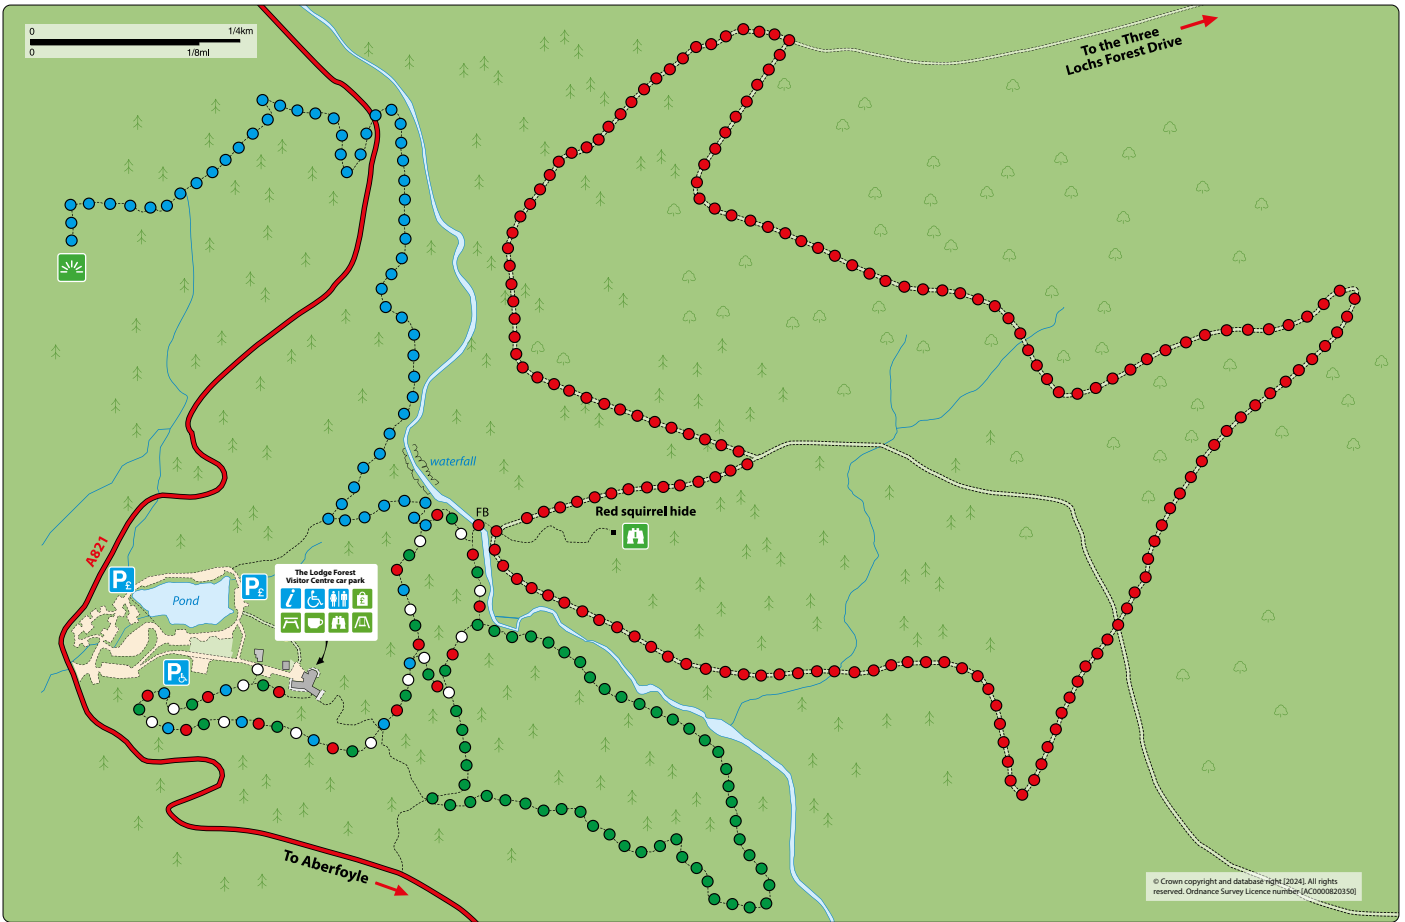 0 1/4km
0 1/8ml
To the Three
Lochs Forest Drive
waterfall
FB
Red squirrel hide
A821
P£
Pond
P£
The Lodge Forest
Visitor Centre car park
i
£
P
To Aberfoyle
© Crown copyright and database right [2024]. All rights
reserved. Ordnance Survey Licence number [AC0000820350]